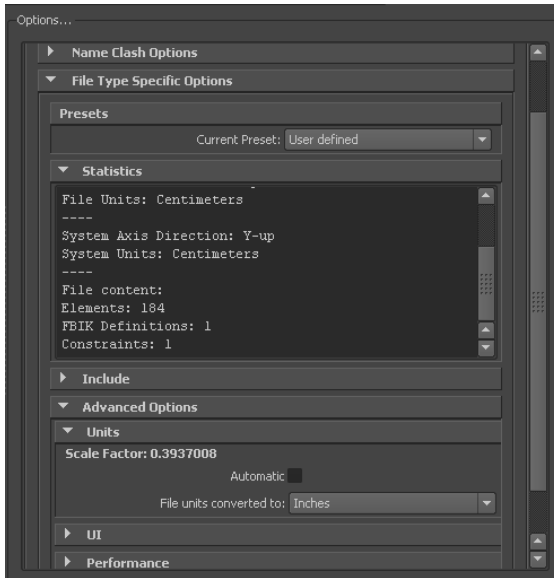 Options...
Name Clash Options
File Type Specific Options
Presets
Current Preset: User defined
Statistics
File Units: Centimeters
----
System Axis Direction: Y-up
System Units: Centimeters
----
File content:
Elements: 184
FBIK Definitions: 1
Constraints: 1
Include
Advanced Options
Units
Scale Factor: 0.3937008
Automatic
File units converted to: Inches
UI
Performance